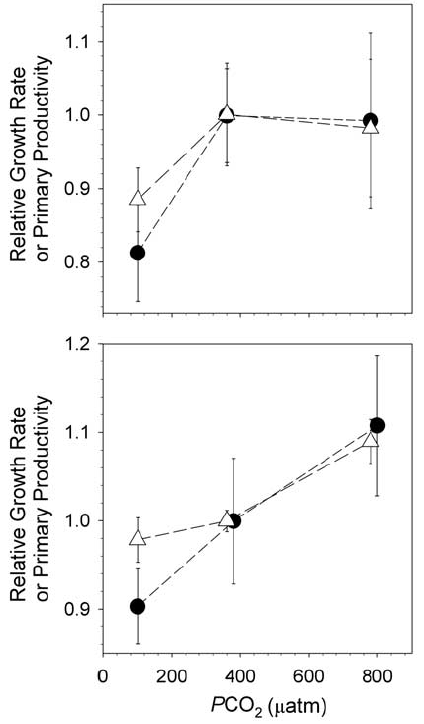 1.1
1.0
0.9
0.8
Relative Growth Rate
or Primary Productivity
1.2
1.1
1.0
0.9
Relative Growth Rate
or Primary Productivity
0 200 400 600 800
PCO₂ (μatm)